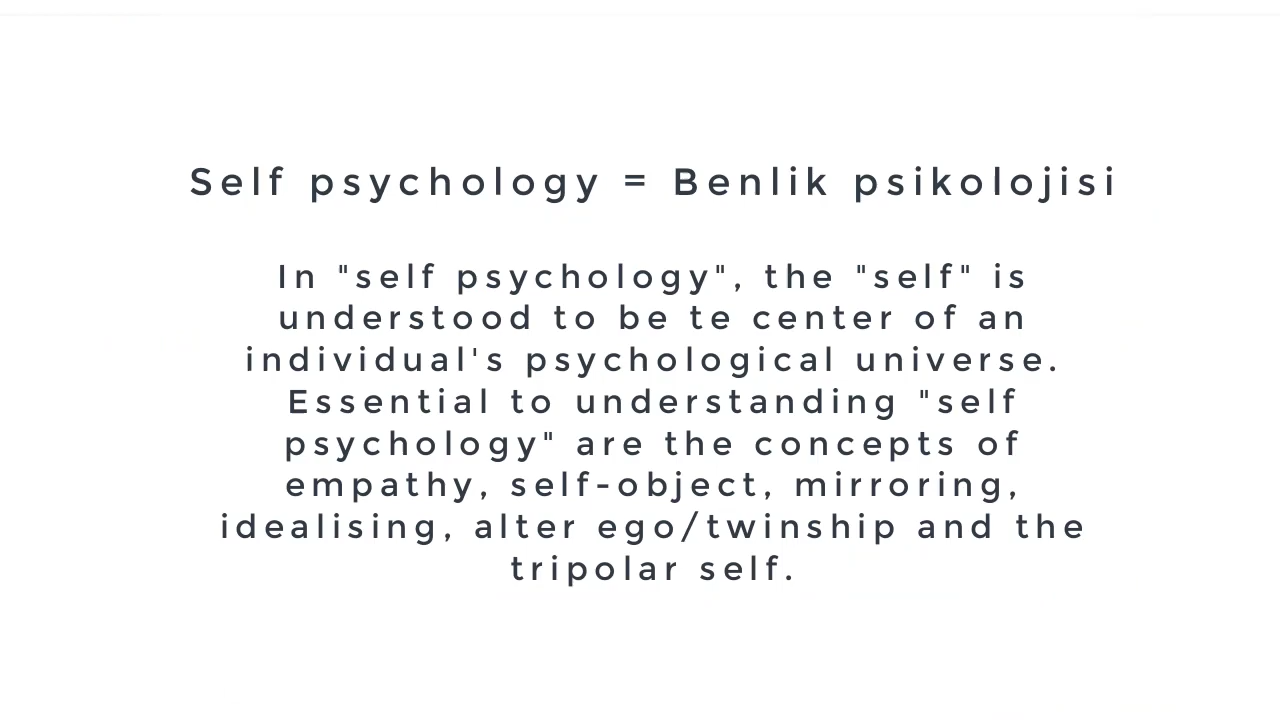 Self psychology = Benlik psikolojisi
In "self psychology", the "self" is
understood to be te center of an
individual's psychological universe.
Essential to understanding "self
psychology" are the concepts of
empathy, self-object, mirroring,
idealising, alter ego/twinship and the
tripolar self.